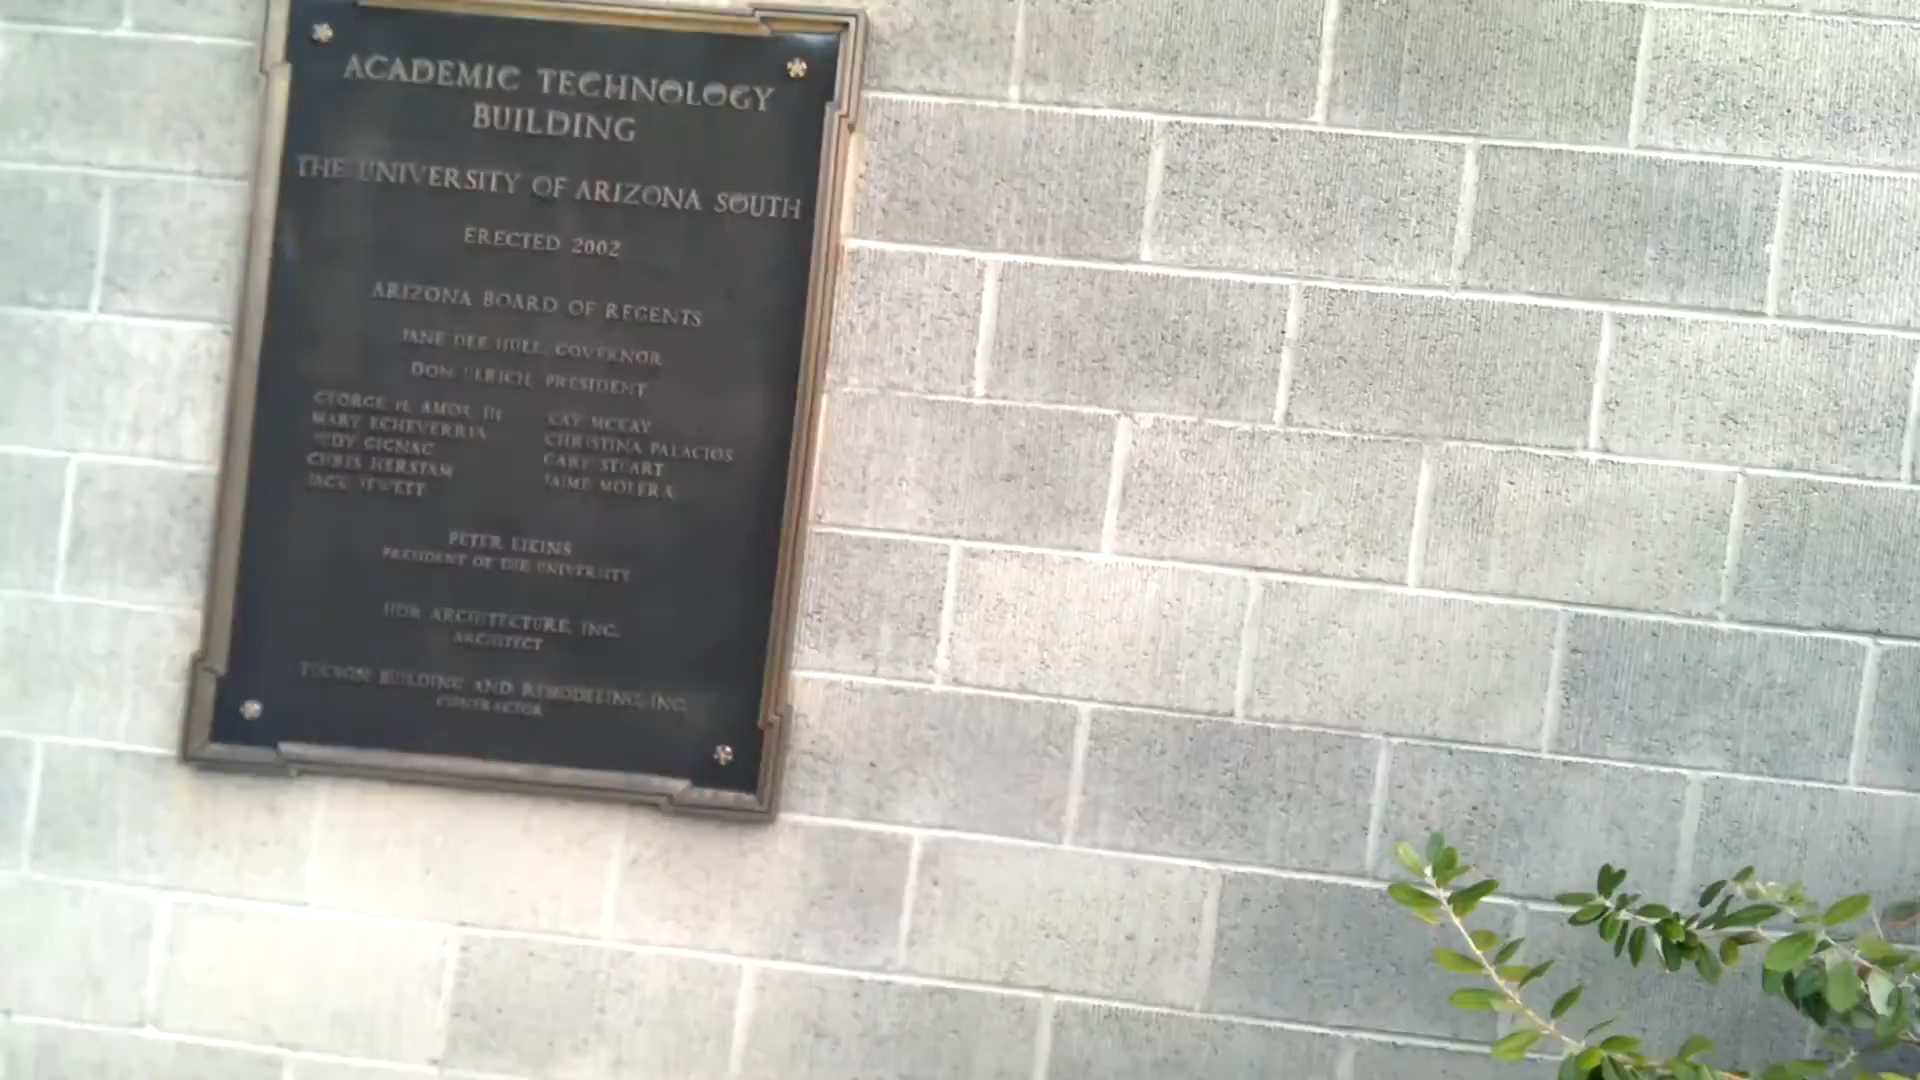 ACADEMIC TECHNOLOGY
BUILDING
THE UNIVERSITY OF ARIZONA SOUTH
ERECTED 2002
ARIZONA BOARD OF REGENTS
JANE DEE HULL, GOVERNOR
DON ULRICH, PRESIDENT
GEORGE H. AMOS, III
MARY ECHEVERRIA
JUDY GIGNAC
CHRIS HERSTAM
JACK JEWETT
KAY MCKAY
CHRISTINA PALACIOS
GARY STUART
JAIME MOLERA
PETER LIKINS
PRESIDENT OF THE UNIVERSITY
HDR ARCHITECTURE, INC.
ARCHITECT
TUCSON BUILDING AND REMODELING, INC.
CONTRACTOR